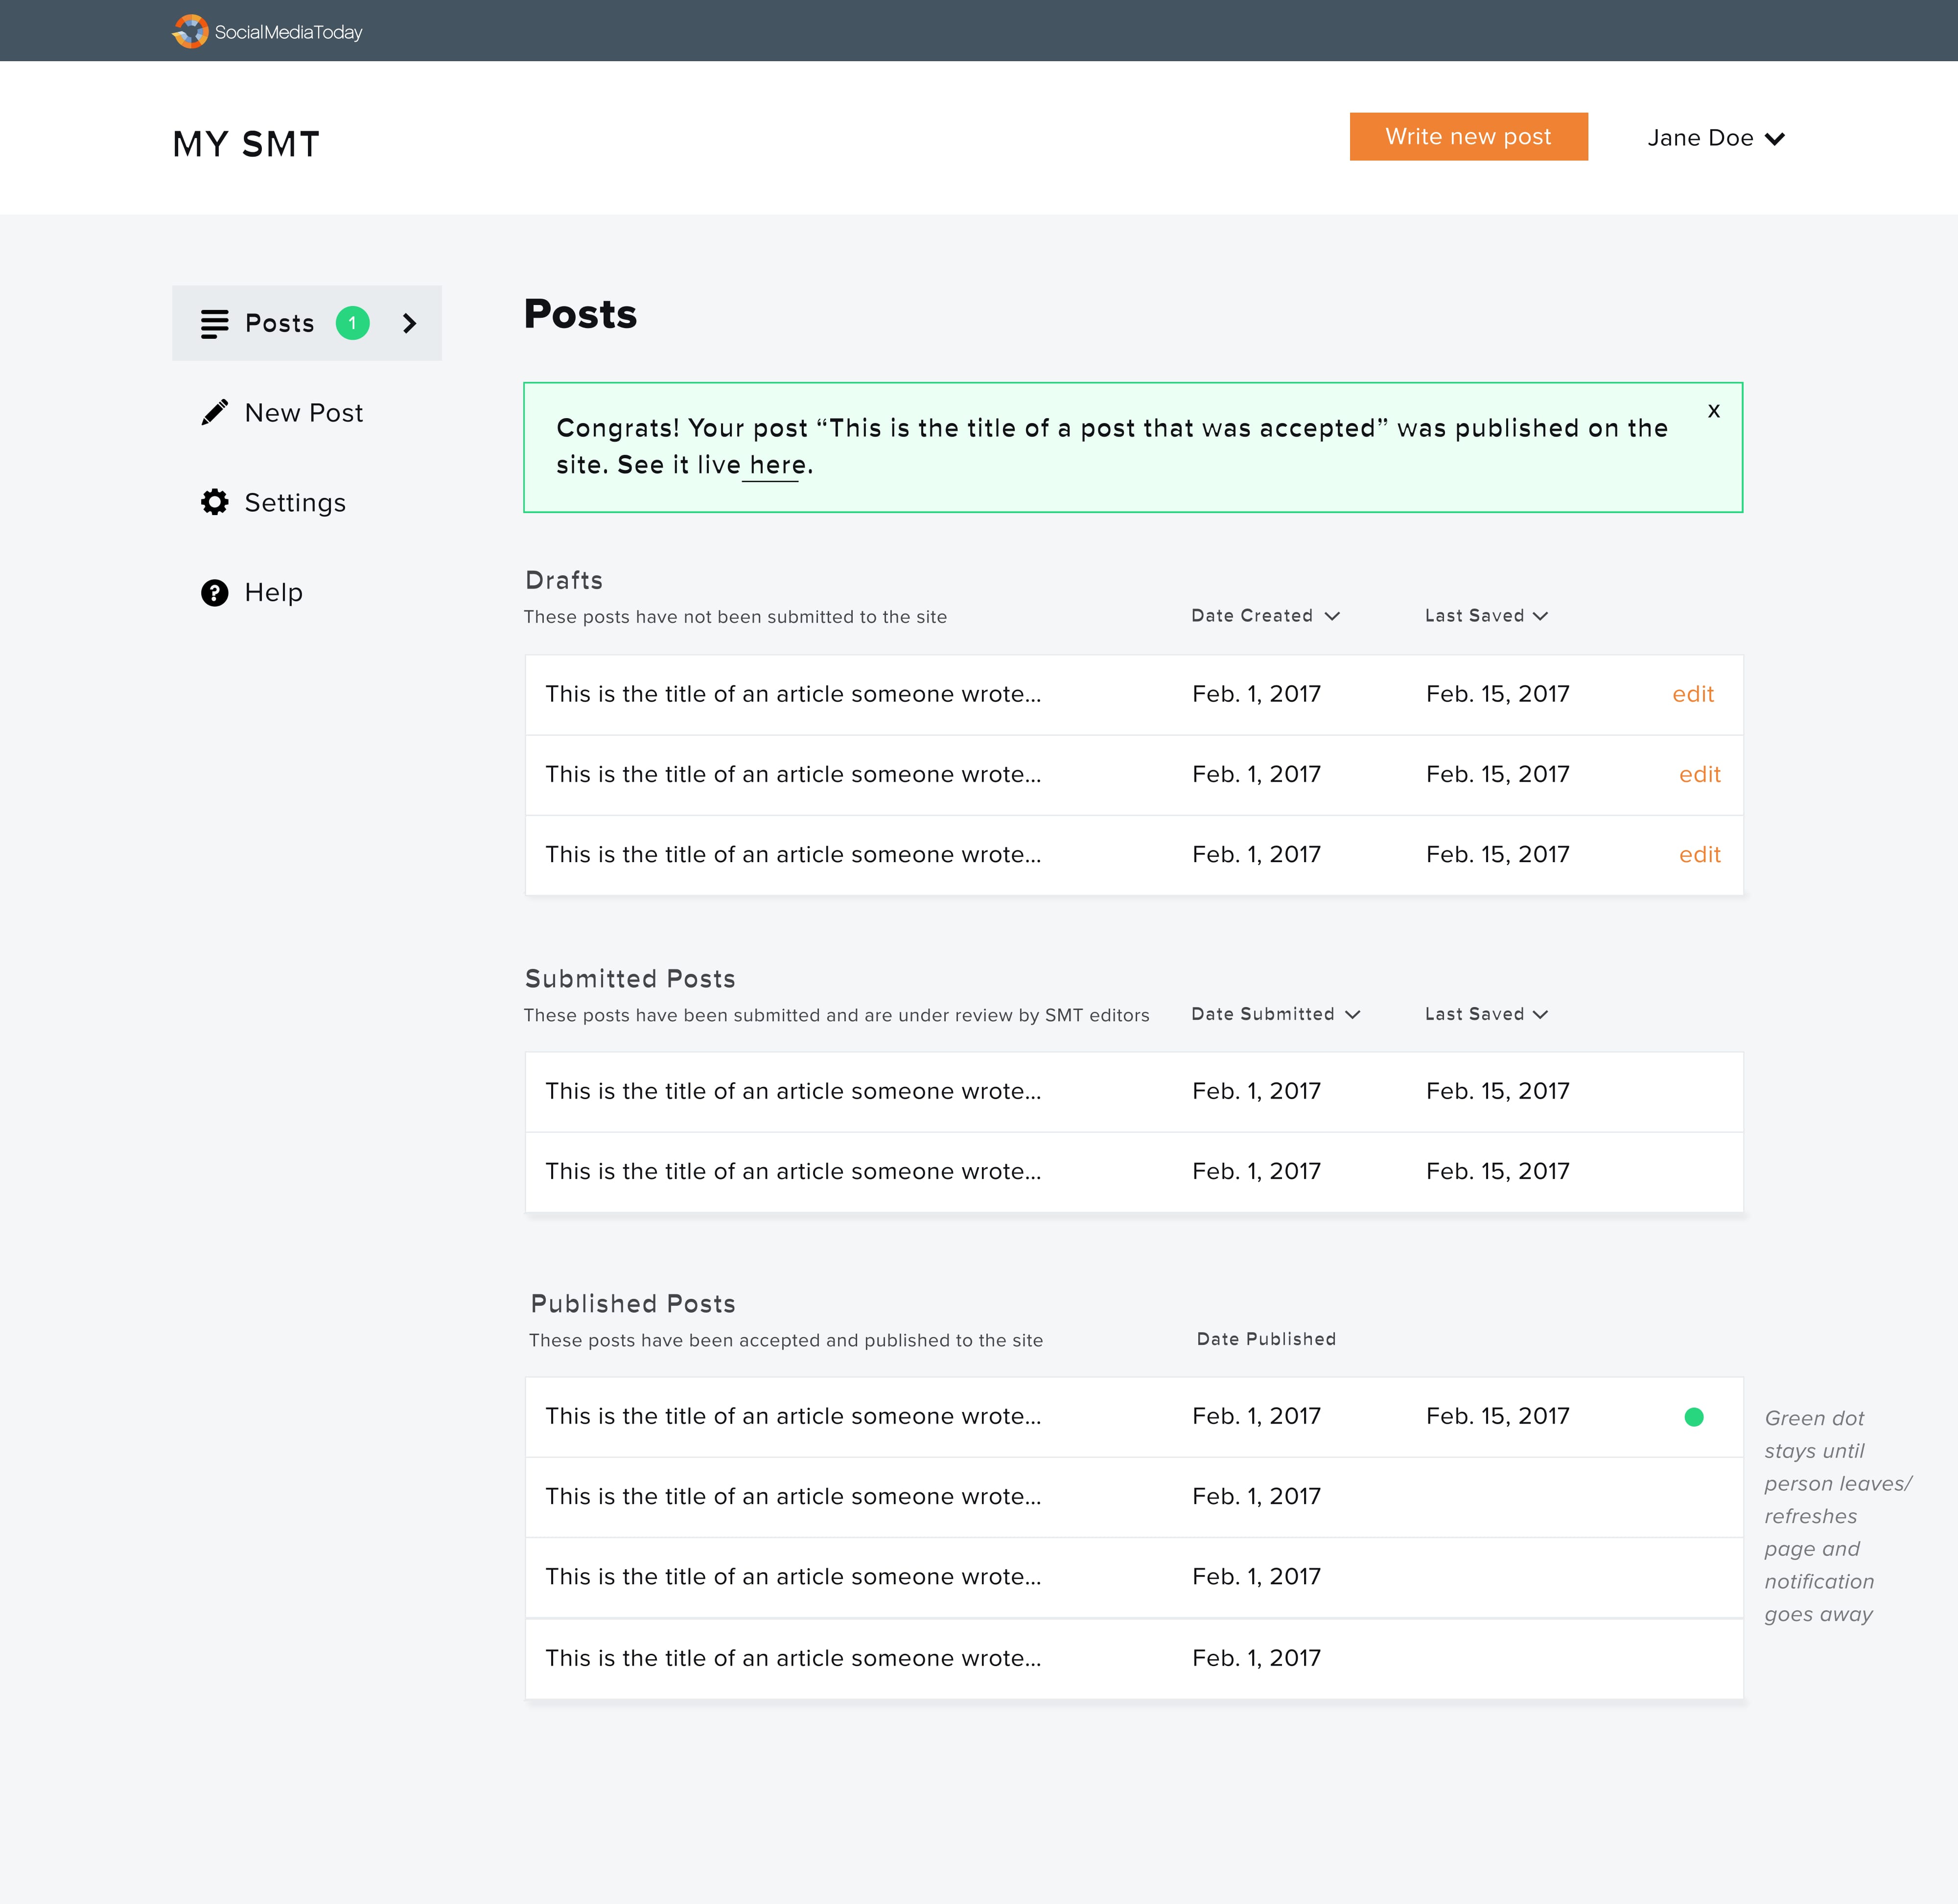 SocialMediaToday
MY SMT
Write new post
Jane Doe
Posts 1
New Post
Settings
Help
Posts
Congrats! Your post “This is the title of a post that was accepted” was published on the
site. See it live here.
x
Drafts
These posts have not been submitted to the site Date Created Last Saved
This is the title of an article someone wrote... Feb. 1, 2017 Feb. 15, 2017 edit
This is the title of an article someone wrote... Feb. 1, 2017 Feb. 15, 2017 edit
This is the title of an article someone wrote... Feb. 1, 2017 Feb. 15, 2017 edit
Submitted Posts
These posts have been submitted and are under review by SMT editors Date Submitted Last Saved
This is the title of an article someone wrote... Feb. 1, 2017 Feb. 15, 2017
This is the title of an article someone wrote... Feb. 1, 2017 Feb. 15, 2017
Published Posts
These posts have been accepted and published to the site Date Published
This is the title of an article someone wrote... Feb. 1, 2017 Feb. 15, 2017
This is the title of an article someone wrote... Feb. 1, 2017
This is the title of an article someone wrote... Feb. 1, 2017
This is the title of an article someone wrote... Feb. 1, 2017
Green dot
stays until
person leaves/
refreshes
page and
notification
goes away